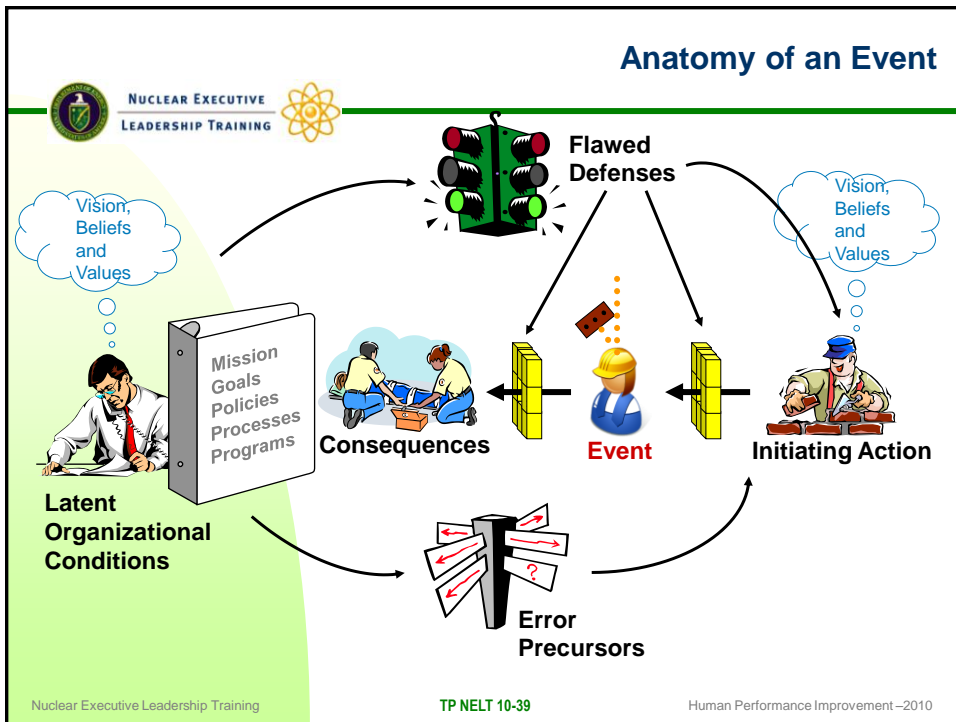 Anatomy of an Event
NUCLEAR EXECUTIVE
LEADERSHIP TRAINING
Flawed
Defenses
Vision,
Beliefs
and
Values
Vision,
Beliefs
and
Values
Mission
Goals
Policies
Processes
Programs
Consequences
Event
Initiating Action
Latent
Organizational
Conditions
?
Error
Precursors
Nuclear Executive Leadership Training
TP NELT 10-39
Human Performance Improvement –2010